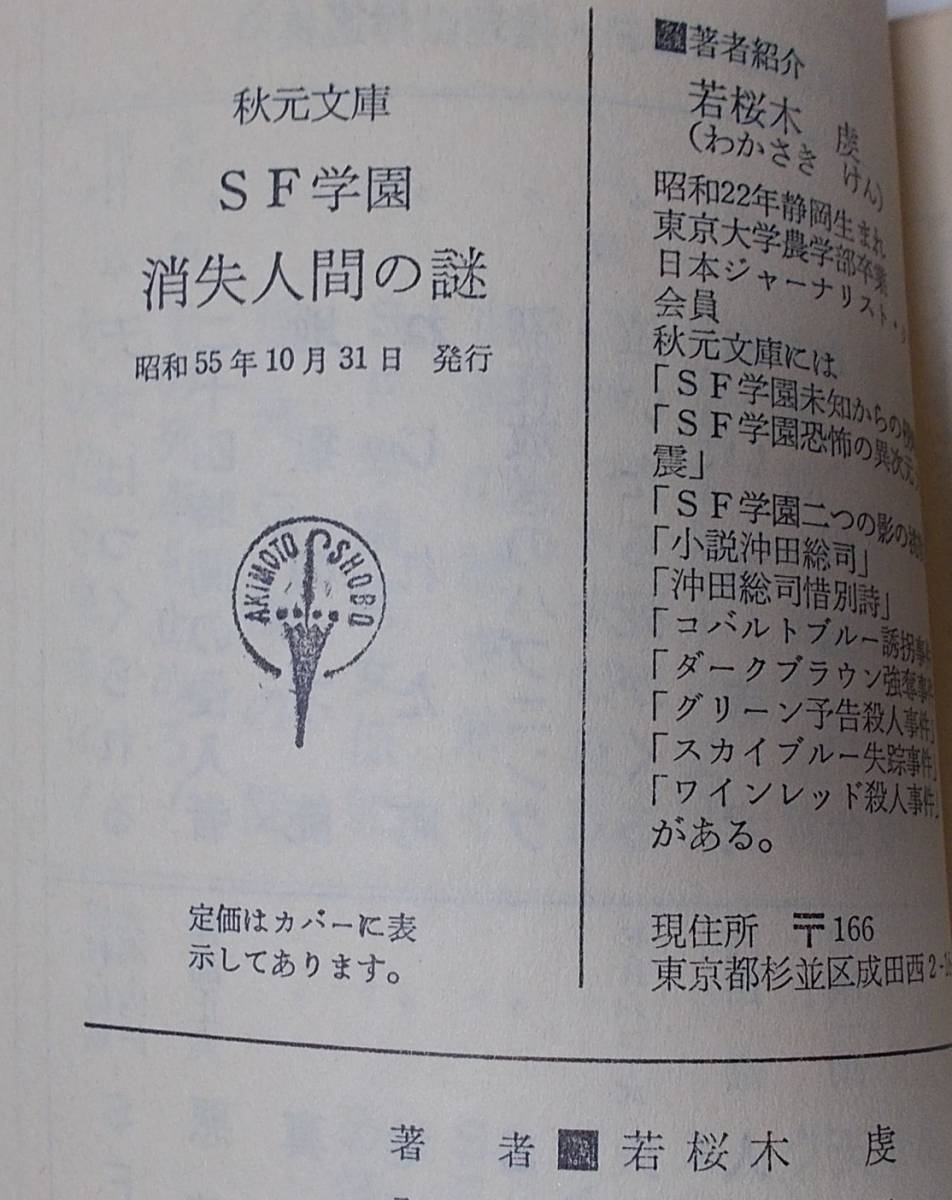 秋元文庫
SF学園
消失人間の謎
昭和55年10月31日 発行
AKIMOTO SHOBO
定価はカバーに表
示してあります。
著者紹介
若桜木 虔
(わかさき けん)
昭和22年静岡生まれ
東京大学農学部卒業
日本ジャーナリスト・
会員
秋元文庫には
「SF学園未知からの
「SF学園恐怖の異次元
震」
「SF学園二つの影の
「小説沖田総司」
「沖田総司惜別詩」
「コバルトブルー誘拐事件
「ダークブラウン強奪事件
「グリーン予告殺人事件」
「スカイブルー失踪事件」
「ワインレッド殺人事件」
がある。
現住所 〒166
東京都杉並区成田西2-
著者 若桜木 虔